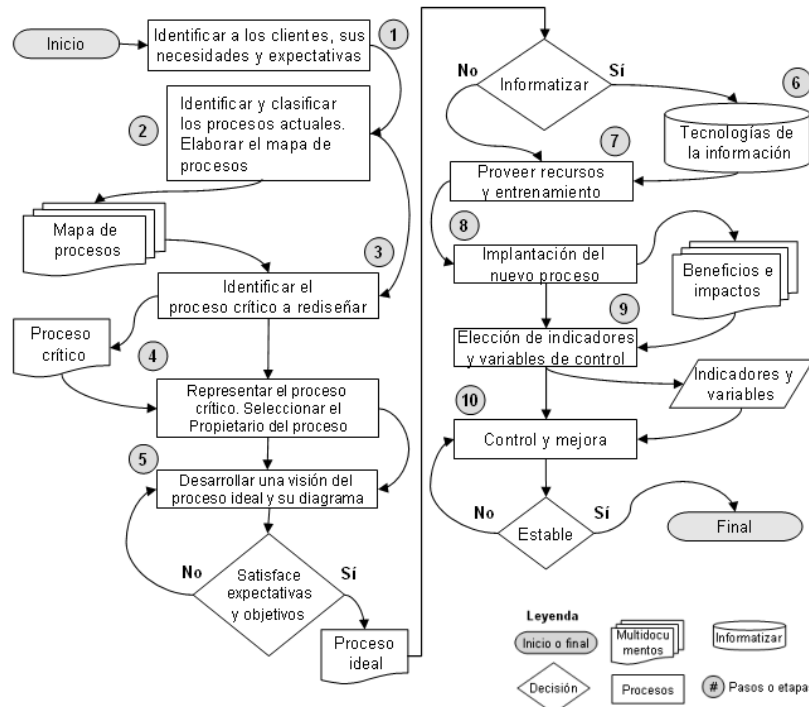 Inicio
Identificar a los clientes, sus
necesidades y expectativas
1
2
Identificar y clasificar
los procesos actuales.
Elaborar el mapa de
procesos
Mapa de
procesos
3
Identificar el
proceso crítico a rediseñar
Proceso
crítico
4
Representar el proceso
crítico. Seleccionar el
Propietario del proceso
5
Desarrollar una visión del
proceso ideal y su diagrama
No
Satisface
expectativas
y objetivos
Sí
Proceso
ideal
No
Informatizar
Sí
6
Tecnologías de
la información
7
Proveer recursos
y entrenamiento
8
Implantación del
nuevo proceso
Beneficios e
impactos
9
Elección de indicadores
y variables de control
Indicadores y
variables
10
Control y mejora
No
Estable
Sí
Final
Leyenda
Inicio o final
Multidocu
mentos
Informatizar
Decisión
Procesos
# Pasos o etapa